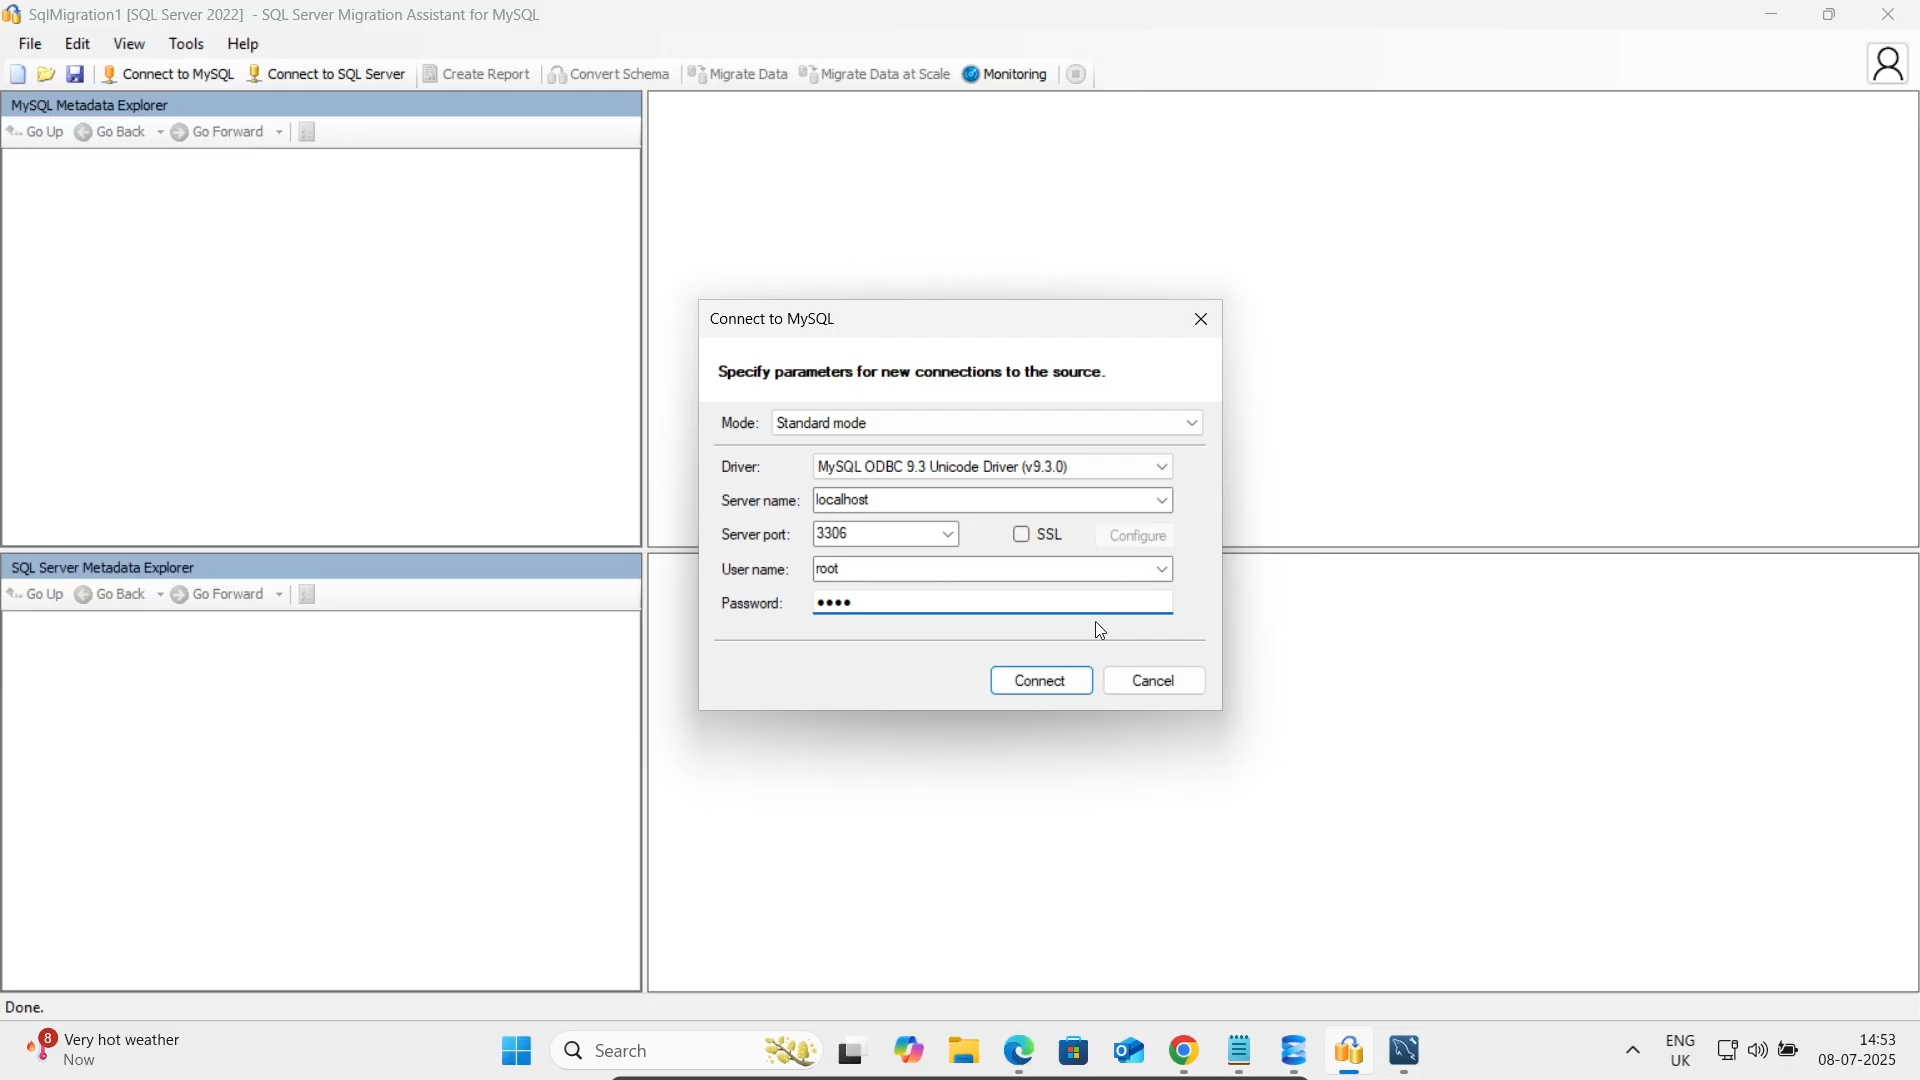 SqlMigration1 [SQL Server 2022] - SQL Server Migration Assistant for MySQL
File Edit View Tools Help
Connect to MySQL Connect to SQL Server Create Report Convert Schema Migrate Data Migrate Data at Scale Monitoring
MySQL Metadata Explorer
Go Up Go Back Go Forward
Connect to MySQL
Specify parameters for new connections to the source.
Mode: Standard mode
Driver: MySQL ODBC 9.3 Unicode Driver (v9.3.0)
Server name: localhost
Server port: 3306 SSL Configure
User name: root
Password: ●●●●
Connect Cancel
SQL Server Metadata Explorer
Go Up Go Back Go Forward
Done.
8 Very hot weather
Now
Search
ENG
UK
14:53
08-07-2025